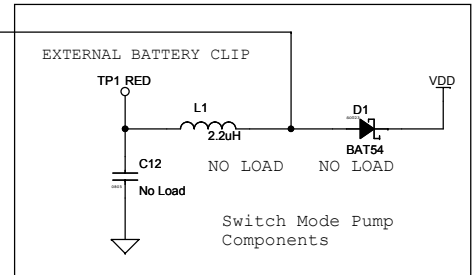 EXTERNAL BATTERY CLIP
TP1 RED
VDD
L1
D1
2.2uH
BAT54
C12
NO LOAD
NO LOAD
No Load
Switch Mode Pump
Components